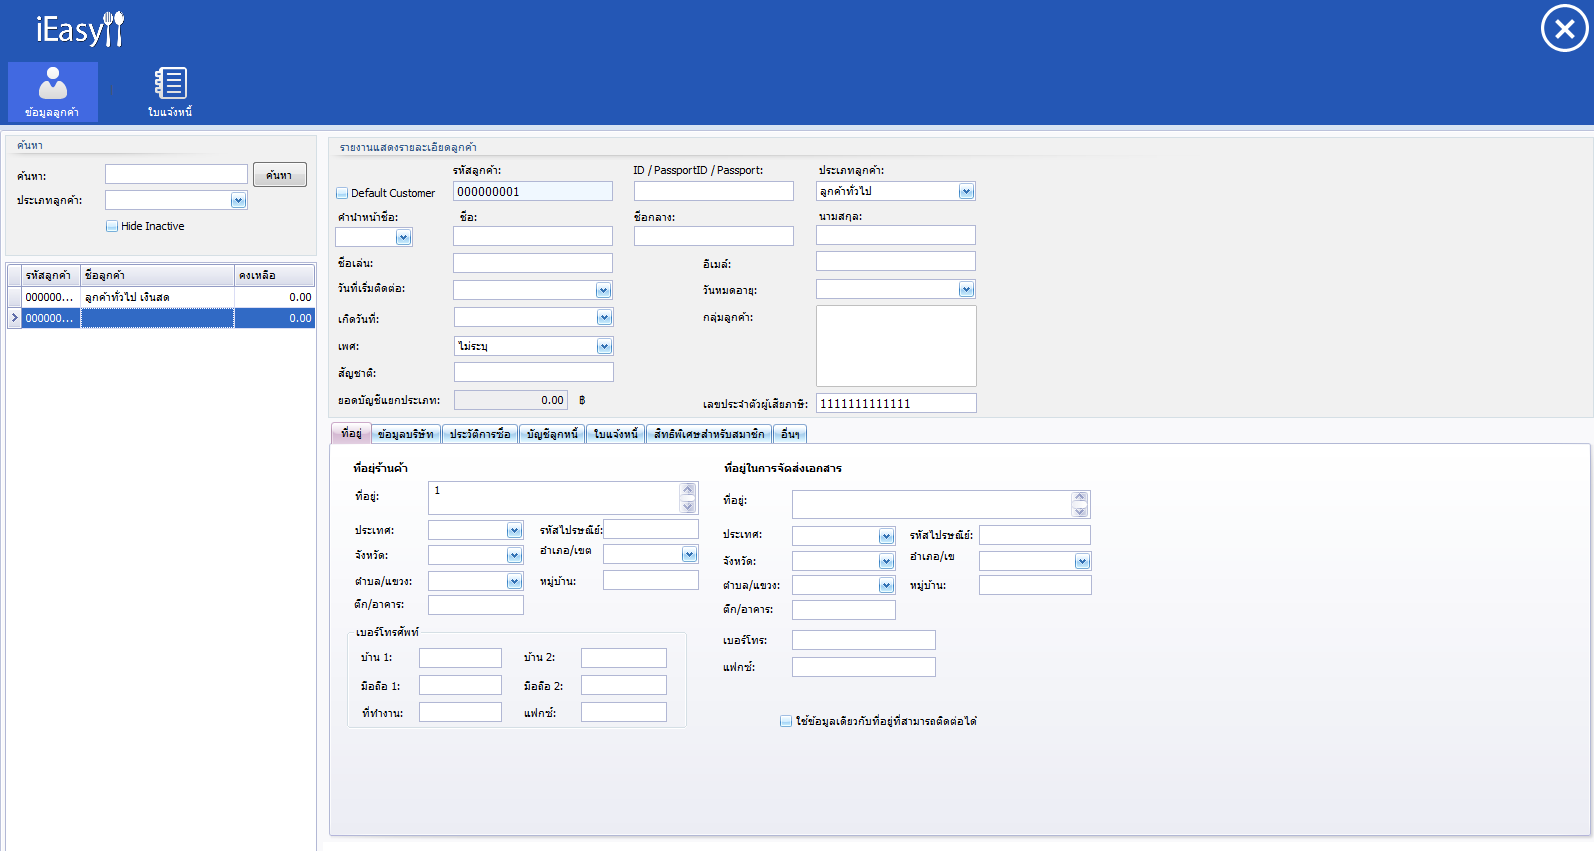 iEasy
ข้อมูลลูกค้า
ใบแจ้งหนี้
ค้นหา
ค้นหา:
ค้นหา
ประเภทลูกค้า:
Hide Inactive
รหัสลูกค้า ชื่อลูกค้า คงเหลือ
000000... ลูกค้าทั่วไป เงินสด 0.00
000000... 0.00
รายงานแสดงรายละเอียดลูกค้า
รหัสลูกค้า: ID / PassportID / Passport: ประเภทลูกค้า:
Default Customer 000000001 ลูกค้าทั่วไป
คำนำหน้าชื่อ: ชื่อ: ชื่อกลาง: นามสกุล:
ชื่อเล่น: อีเมล์:
วันที่เริ่มติดต่อ: วันหมดอายุ:
เกิดวันที่: กลุ่มลูกค้า:
เพศ: ไม่ระบุ
สัญชาติ:
ยอดบัญชีแยกประเภท: 0.00 ฿ เลขประจำตัวผู้เสียภาษี: 1111111111111
ที่อยู่ ข้อมูลบริษัท ประวัติการซื้อ บัญชีลูกหนี้ ใบแจ้งหนี้ สิทธิพิเศษสำหรับสมาชิก อื่นๆ
ที่อยู่ร้านค้า
ที่อยู่: 1
ประเทศ: รหัสไปรษณีย์:
จังหวัด: อำเภอ/เขต
ตำบล/แขวง: หมู่บ้าน:
ตึก/อาคาร:
เบอร์โทรศัพท์
บ้าน 1: บ้าน 2:
มือถือ 1: มือถือ 2:
ที่ทำงาน: แฟกซ์:
ที่อยู่ในการจัดส่งเอกสาร
ที่อยู่:
ประเทศ: รหัสไปรษณีย์:
จังหวัด: อำเภอ/เข
ตำบล/แขวง: หมู่บ้าน:
ตึก/อาคาร:
เบอร์โทร:
แฟกซ์:
ใช้ข้อมูลเดียวกับที่อยู่ที่สามารถติดต่อได้